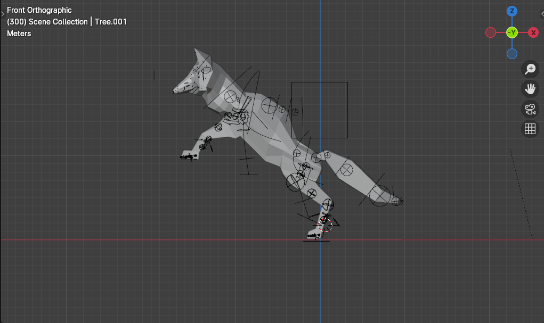 Front Orthographic
(300) Scene Collection | Tree.001
Meters
Z
-Y
X